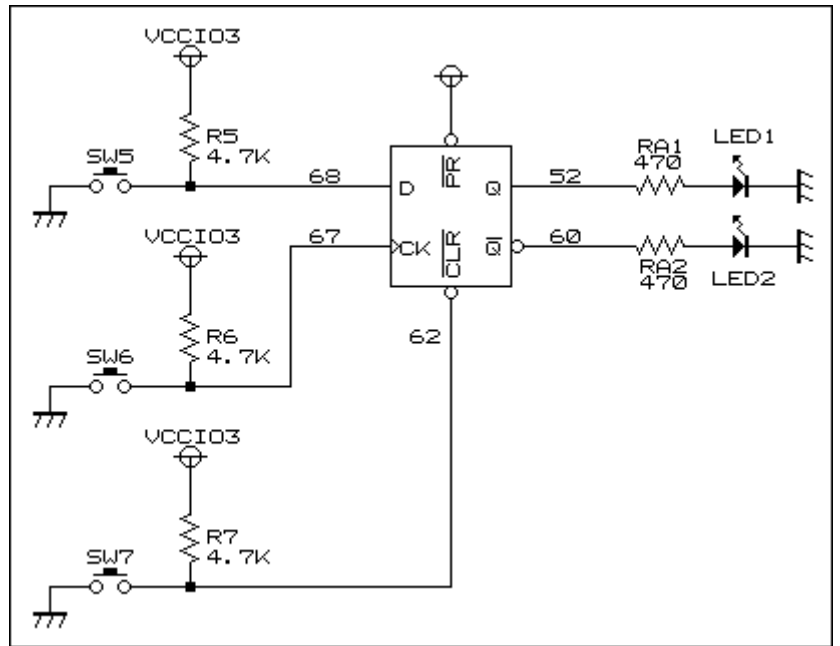 VCCIO3
R5
4.7K
SW5
68
D
PR
Q
52
RA1
470
LED1
VCCIO3
67
CK
CLR
Q
60
RA2
470
LED2
R6
4.7K
SW6
62
VCCIO3
R7
4.7K
SW7